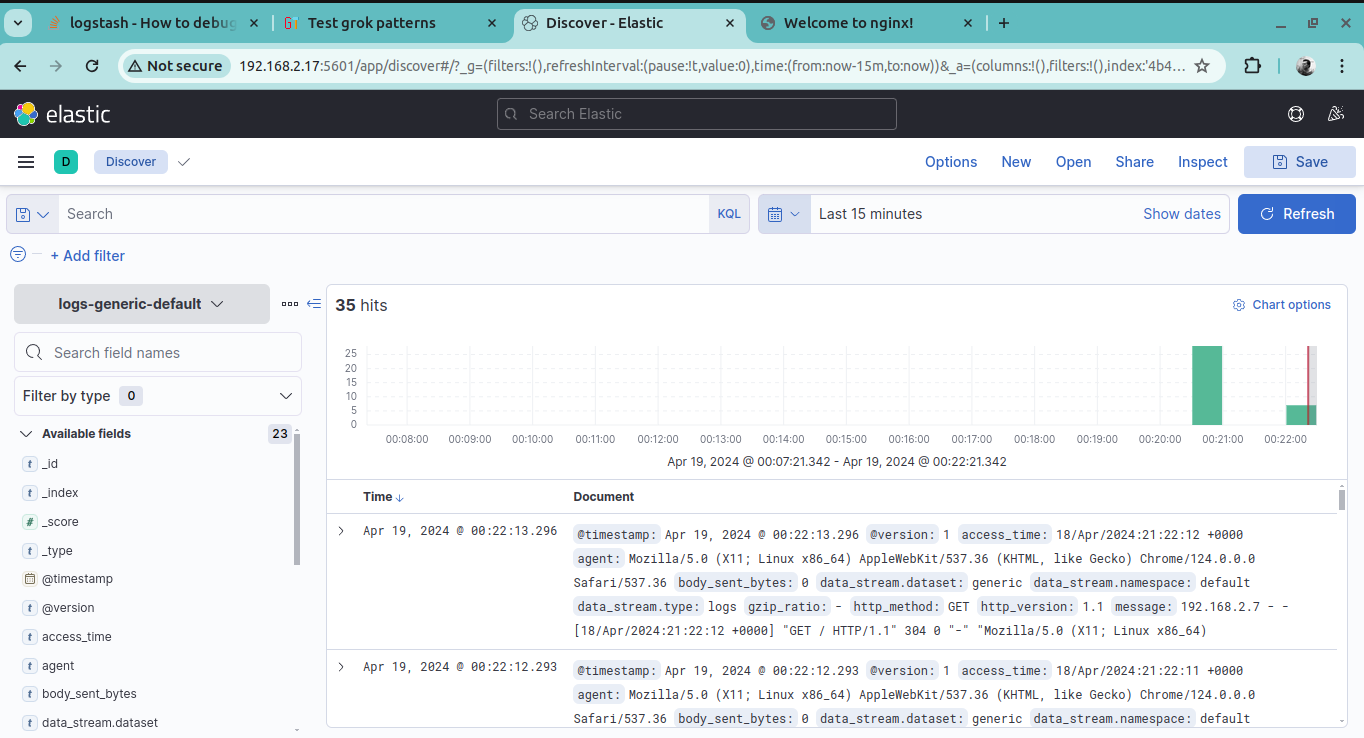 logstash - How to debug
Test grok patterns
Discover - Elastic
Welcome to nginx!
Not secure
192.168.2.17:5601/app/discover#/?_g=(filters:!(),refreshInterval:(pause:!t,value:0),time:(from:now-15m,to:now))&_a=(columns:!(),filters:!(),index:'4b4...
elastic
Search Elastic
D
Discover
Options
New
Open
Share
Inspect
Save
Search
KQL
Last 15 minutes
Show dates
Refresh
+ Add filter
logs-generic-default
Search field names
Filter by type 0
Available fields 23
t _id
t _index
# _score
t _type
@timestamp
t @version
t access_time
t agent
t body_sent_bytes
t data_stream.dataset
35 hits
Chart options
25
20
15
10
5
0
00:08:00 00:09:00 00:10:00 00:11:00 00:12:00 00:13:00 00:14:00 00:15:00 00:16:00 00:17:00 00:18:00 00:19:00 00:20:00 00:21:00 00:22:00
Apr 19, 2024 @ 00:07:21.342 - Apr 19, 2024 @ 00:22:21.342
Time Document
Apr 19, 2024 @ 00:22:13.296
@timestamp: Apr 19, 2024 @ 00:22:13.296 @version: 1 access_time: 18/Apr/2024:21:22:12 +0000
agent: Mozilla/5.0 (X11; Linux x86_64) AppleWebKit/537.36 (KHTML, like Gecko) Chrome/124.0.0.0
Safari/537.36 body_sent_bytes: 0 data_stream.dataset: generic data_stream.namespace: default
data_stream.type: logs gzip_ratio: - http_method: GET http_version: 1.1 message: 192.168.2.7 - -
[18/Apr/2024:21:22:12 +0000] "GET / HTTP/1.1" 304 0 "-" "Mozilla/5.0 (X11; Linux x86_64)
Apr 19, 2024 @ 00:22:12.293
@timestamp: Apr 19, 2024 @ 00:22:12.293 @version: 1 access_time: 18/Apr/2024:21:22:11 +0000
agent: Mozilla/5.0 (X11; Linux x86_64) AppleWebKit/537.36 (KHTML, like Gecko) Chrome/124.0.0.0
Safari/537.36 body_sent_bytes: 0 data_stream.dataset: generic data_stream.namespace: default